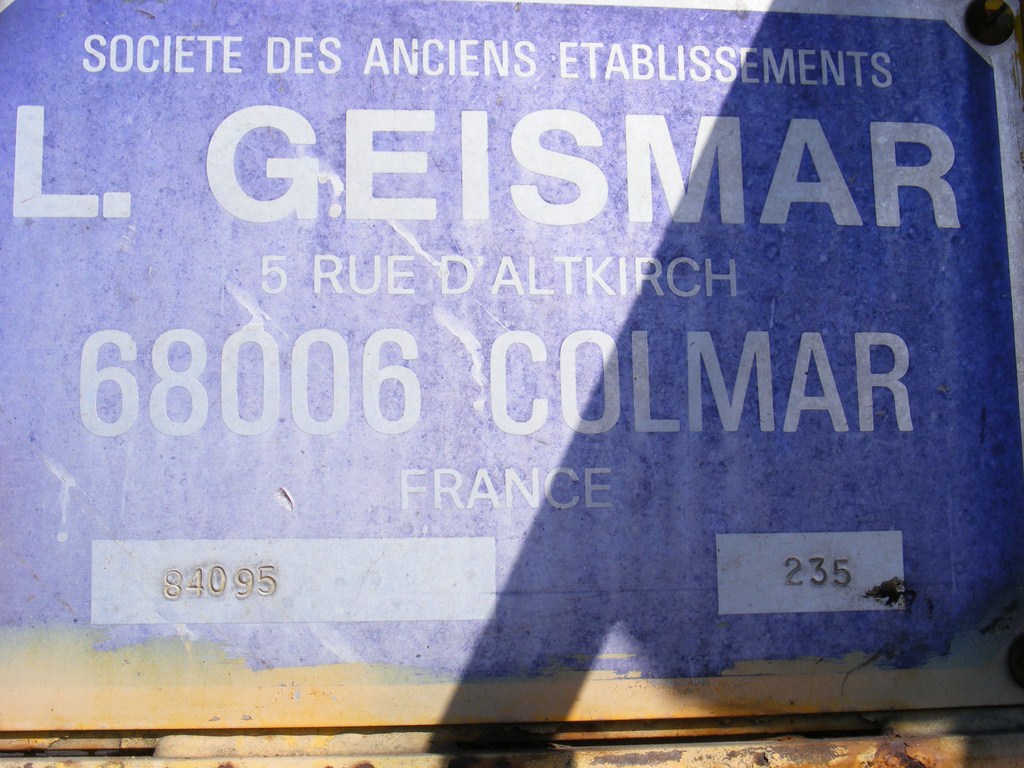 SOCIETE DES ANCIENS ETABLISSEMENTS
L. GEISMAR
5 RUE D'ALTKIRCH
68006 COLMAR
FRANCE
84095 235